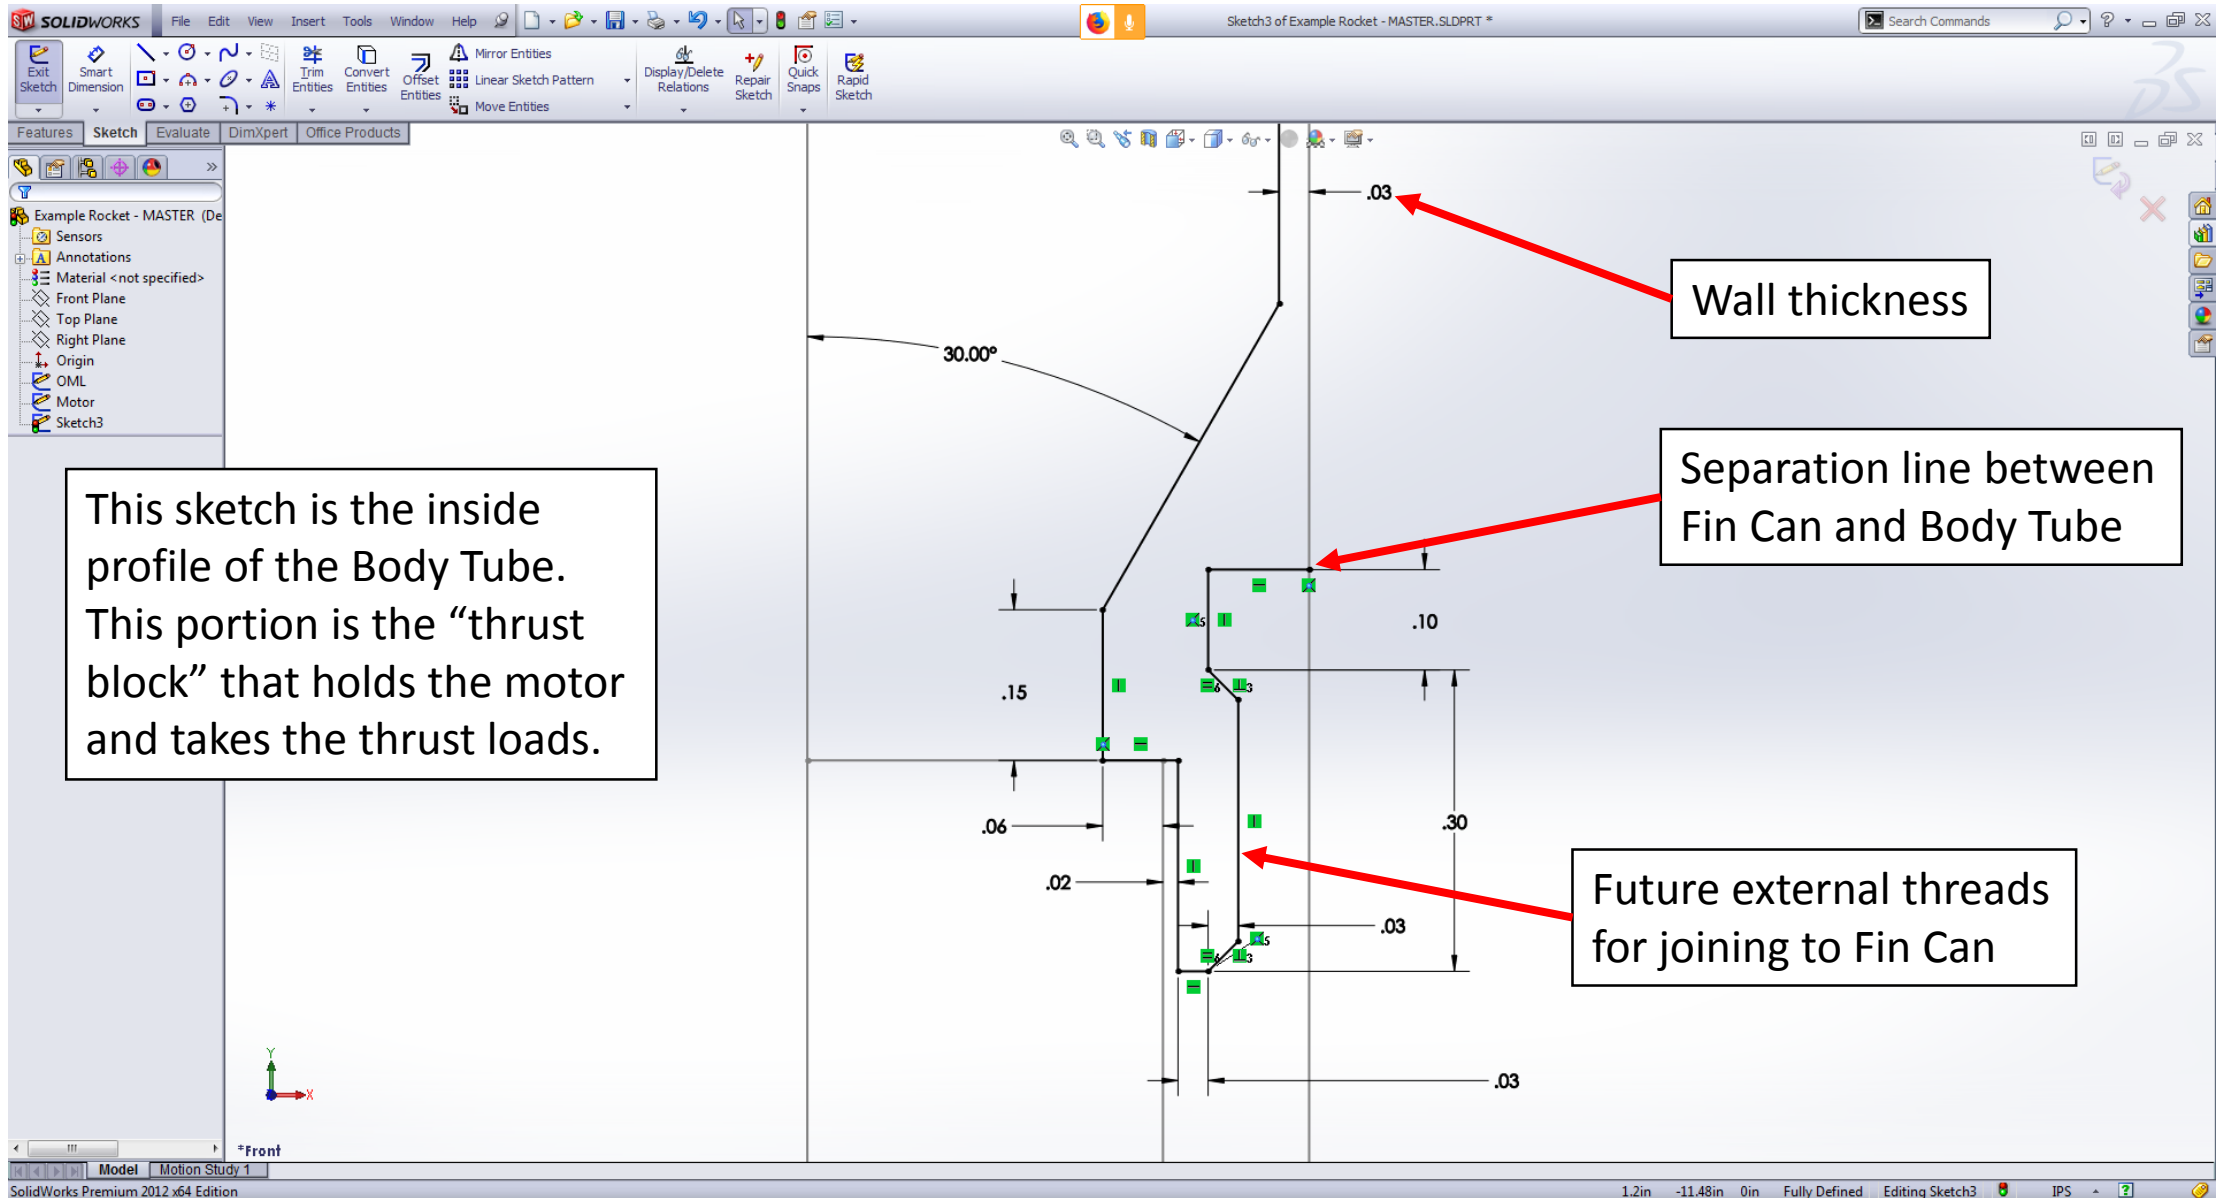 SOLIDWORKS File Edit View Insert Tools Window Help Sketch3 of Example Rocket - MASTER.SLDPRT * Search Commands
Exit Sketch
Smart Dimension
Trim Entities
Convert Entities
Offset Entities
Mirror Entities
Linear Sketch Pattern
Move Entities
Display/Delete Relations
Repair Sketch
Quick Snaps
Rapid Sketch
Features Sketch Evaluate DimXpert Office Products
Example Rocket - MASTER (De
Sensors
Annotations
Material <not specified>
Front Plane
Top Plane
Right Plane
Origin
OML
Motor
Sketch3
.03
Wall thickness
30.00°
Separation line between
Fin Can and Body Tube
This sketch is the inside
profile of the Body Tube.
This portion is the “thrust
block” that holds the motor
and takes the thrust loads.
.10
.15
.06
.30
.02
.03
Future external threads
for joining to Fin Can
.03
Y
X
*Front
Model Motion Study 1
SolidWorks Premium 2012 x64 Edition 1.2in -11.48in 0in Fully Defined Editing Sketch3 IPS